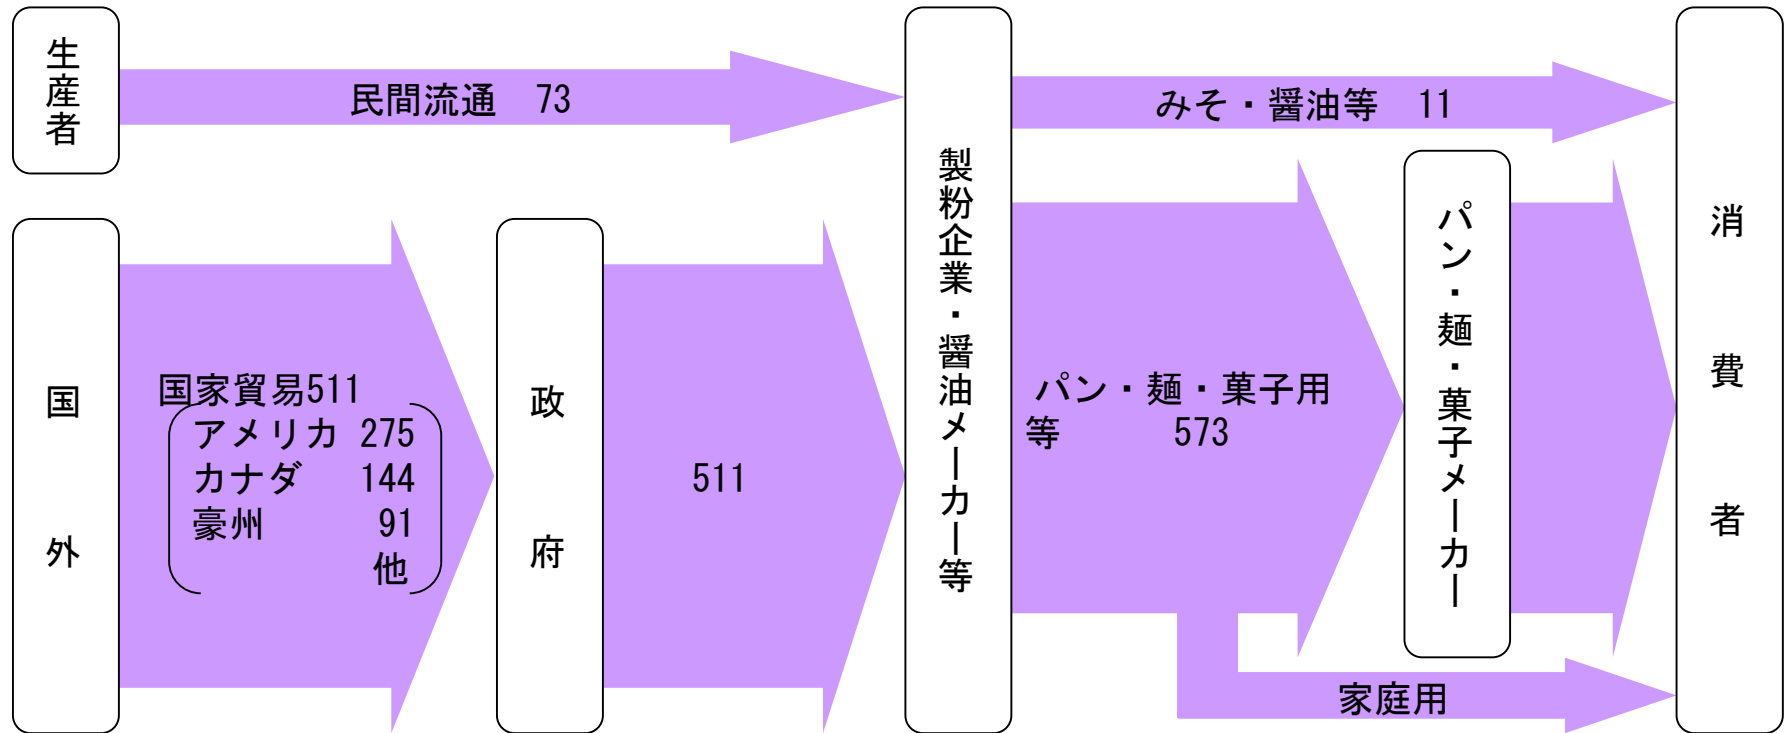 生産者
民間流通 73
国外
国家貿易511
アメリカ 275
カナダ 144
豪州 91
他
政府
511
製粉企業・醤油メーカー等
みそ・醤油等 11
パン・麺・菓子用
等 573
パン・麺・菓子メーカー
家庭用
消費者